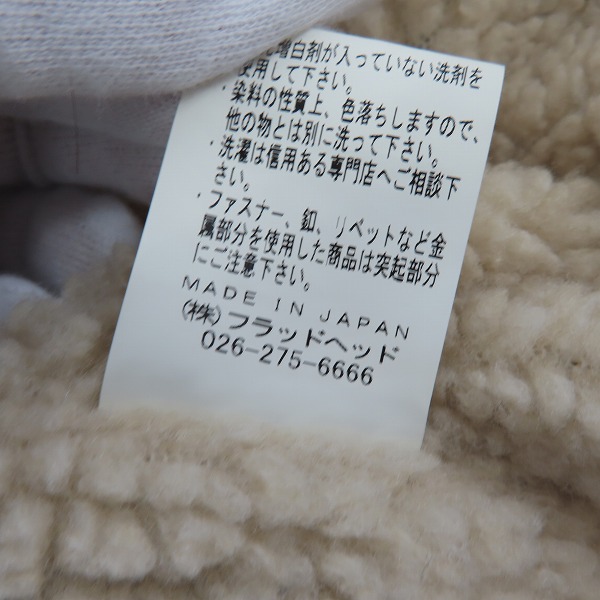 増白剤が入っていない洗剤を
使用して下さい。
・染料の性質上、色落ちしますので、
他の物とは別に洗って下さい。
・洗濯は信用ある専門店へご相談下
さい。
・ファスナー、釦、リベットなど金
属部分を使用した商品は突起部分
にご注意下さい。
MADE IN JAPAN
(株)フラッドヘッド
026-275-6666